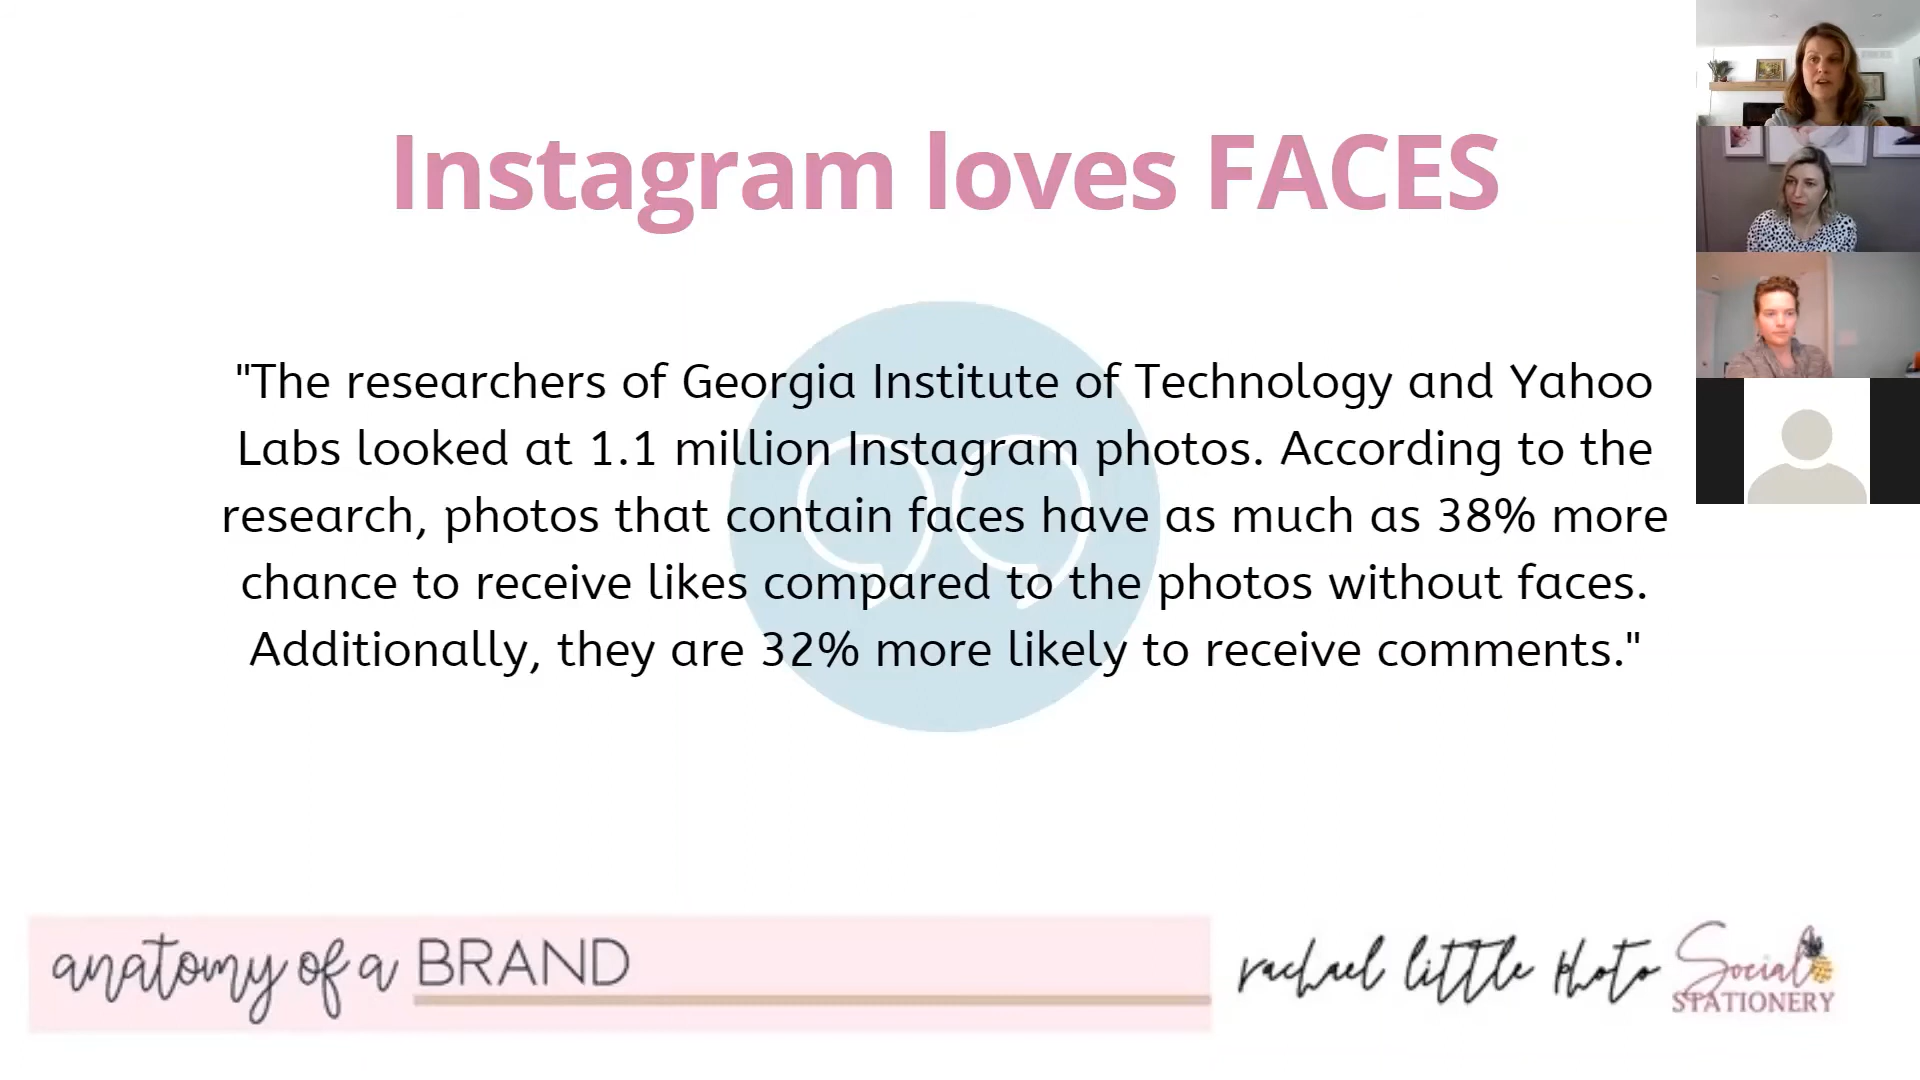 Instagram loves FACES
"The researchers of Georgia Institute of Technology and Yahoo
Labs looked at 1.1 million Instagram photos. According to the
research, photos that contain faces have as much as 38% more
chance to receive likes compared to the photos without faces.
Additionally, they are 32% more likely to receive comments."
anatomy of a BRAND
rachael little photo
Social
STATIONERY